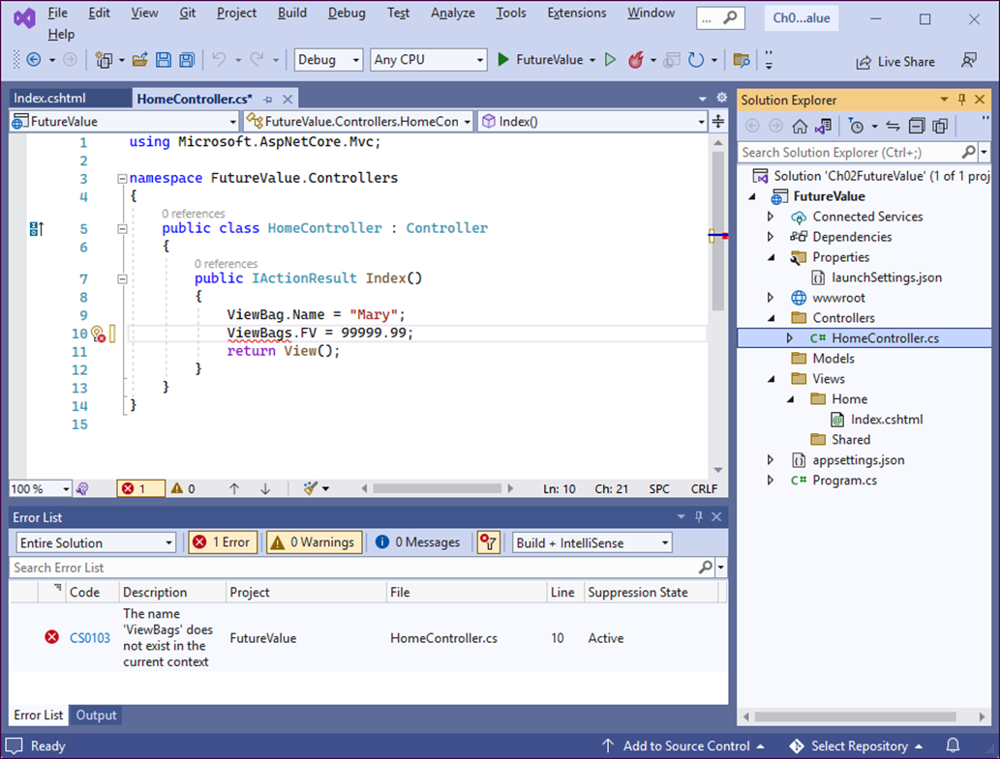 File Edit View Git Project Build Debug Test Analyze Tools Extensions Window ... Ch0...alue
Help
Debug Any CPU FutureValue Live Share
Index.cshtml HomeController.cs*
FutureValue FutureValue.Controllers.HomeCon Index()
1 using Microsoft.AspNetCore.Mvc;
2
3 namespace FutureValue.Controllers
4 {
0 references
5 public class HomeController : Controller
6 {
0 references
7 public IActionResult Index()
8 {
9 ViewBag.Name = "Mary";
10 ViewBags.FV = 99999.99;
11 return View();
12 }
13 }
14 }
15
100 % 1 0 Ln: 10 Ch: 21 SPC CRLF
Error List
Entire Solution 1 Error 0 Warnings 0 Messages Build + IntelliSense
Search Error List
Code Description Project File Line Suppression State
CS0103 The name 'ViewBags' does not exist in the current context FutureValue HomeController.cs 10 Active
Error List Output
Solution Explorer
Search Solution Explorer (Ctrl+;)
Solution 'Ch02FutureValue' (1 of 1 proj
FutureValue
Connected Services
Dependencies
Properties
launchSettings.json
wwwroot
Controllers
C# HomeController.cs
Models
Views
Home
Index.cshtml
Shared
appsettings.json
C# Program.cs
Ready Add to Source Control Select Repository